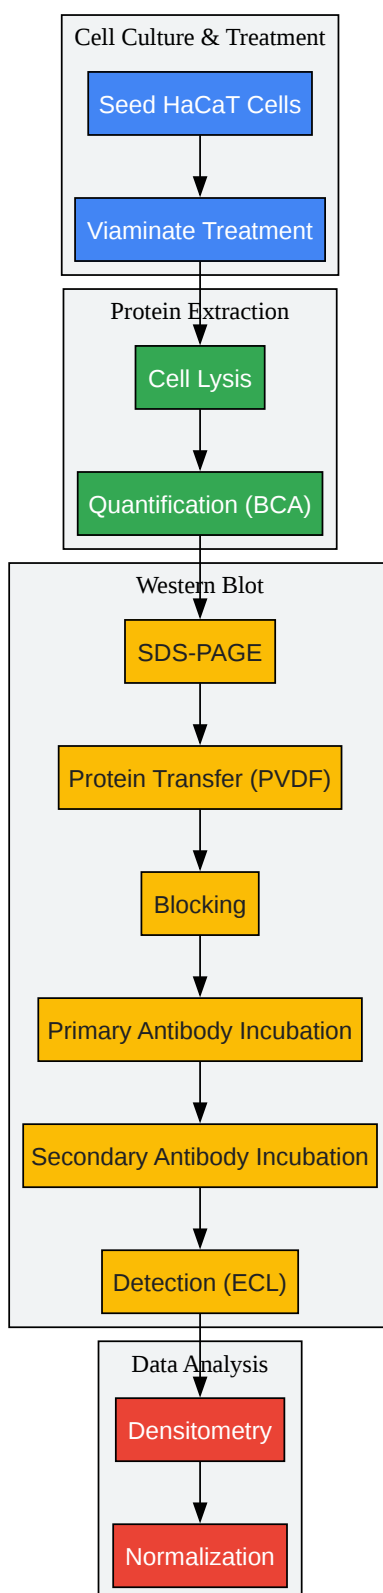 Cell Culture & Treatment
Seed HaCaT Cells
Viaminate Treatment
Protein Extraction
Cell Lysis
Quantification (BCA)
Western Blot
SDS-PAGE
Protein Transfer (PVDF)
Blocking
Primary Antibody Incubation
Secondary Antibody Incubation
Detection (ECL)
Data Analysis
Densitometry
Normalization